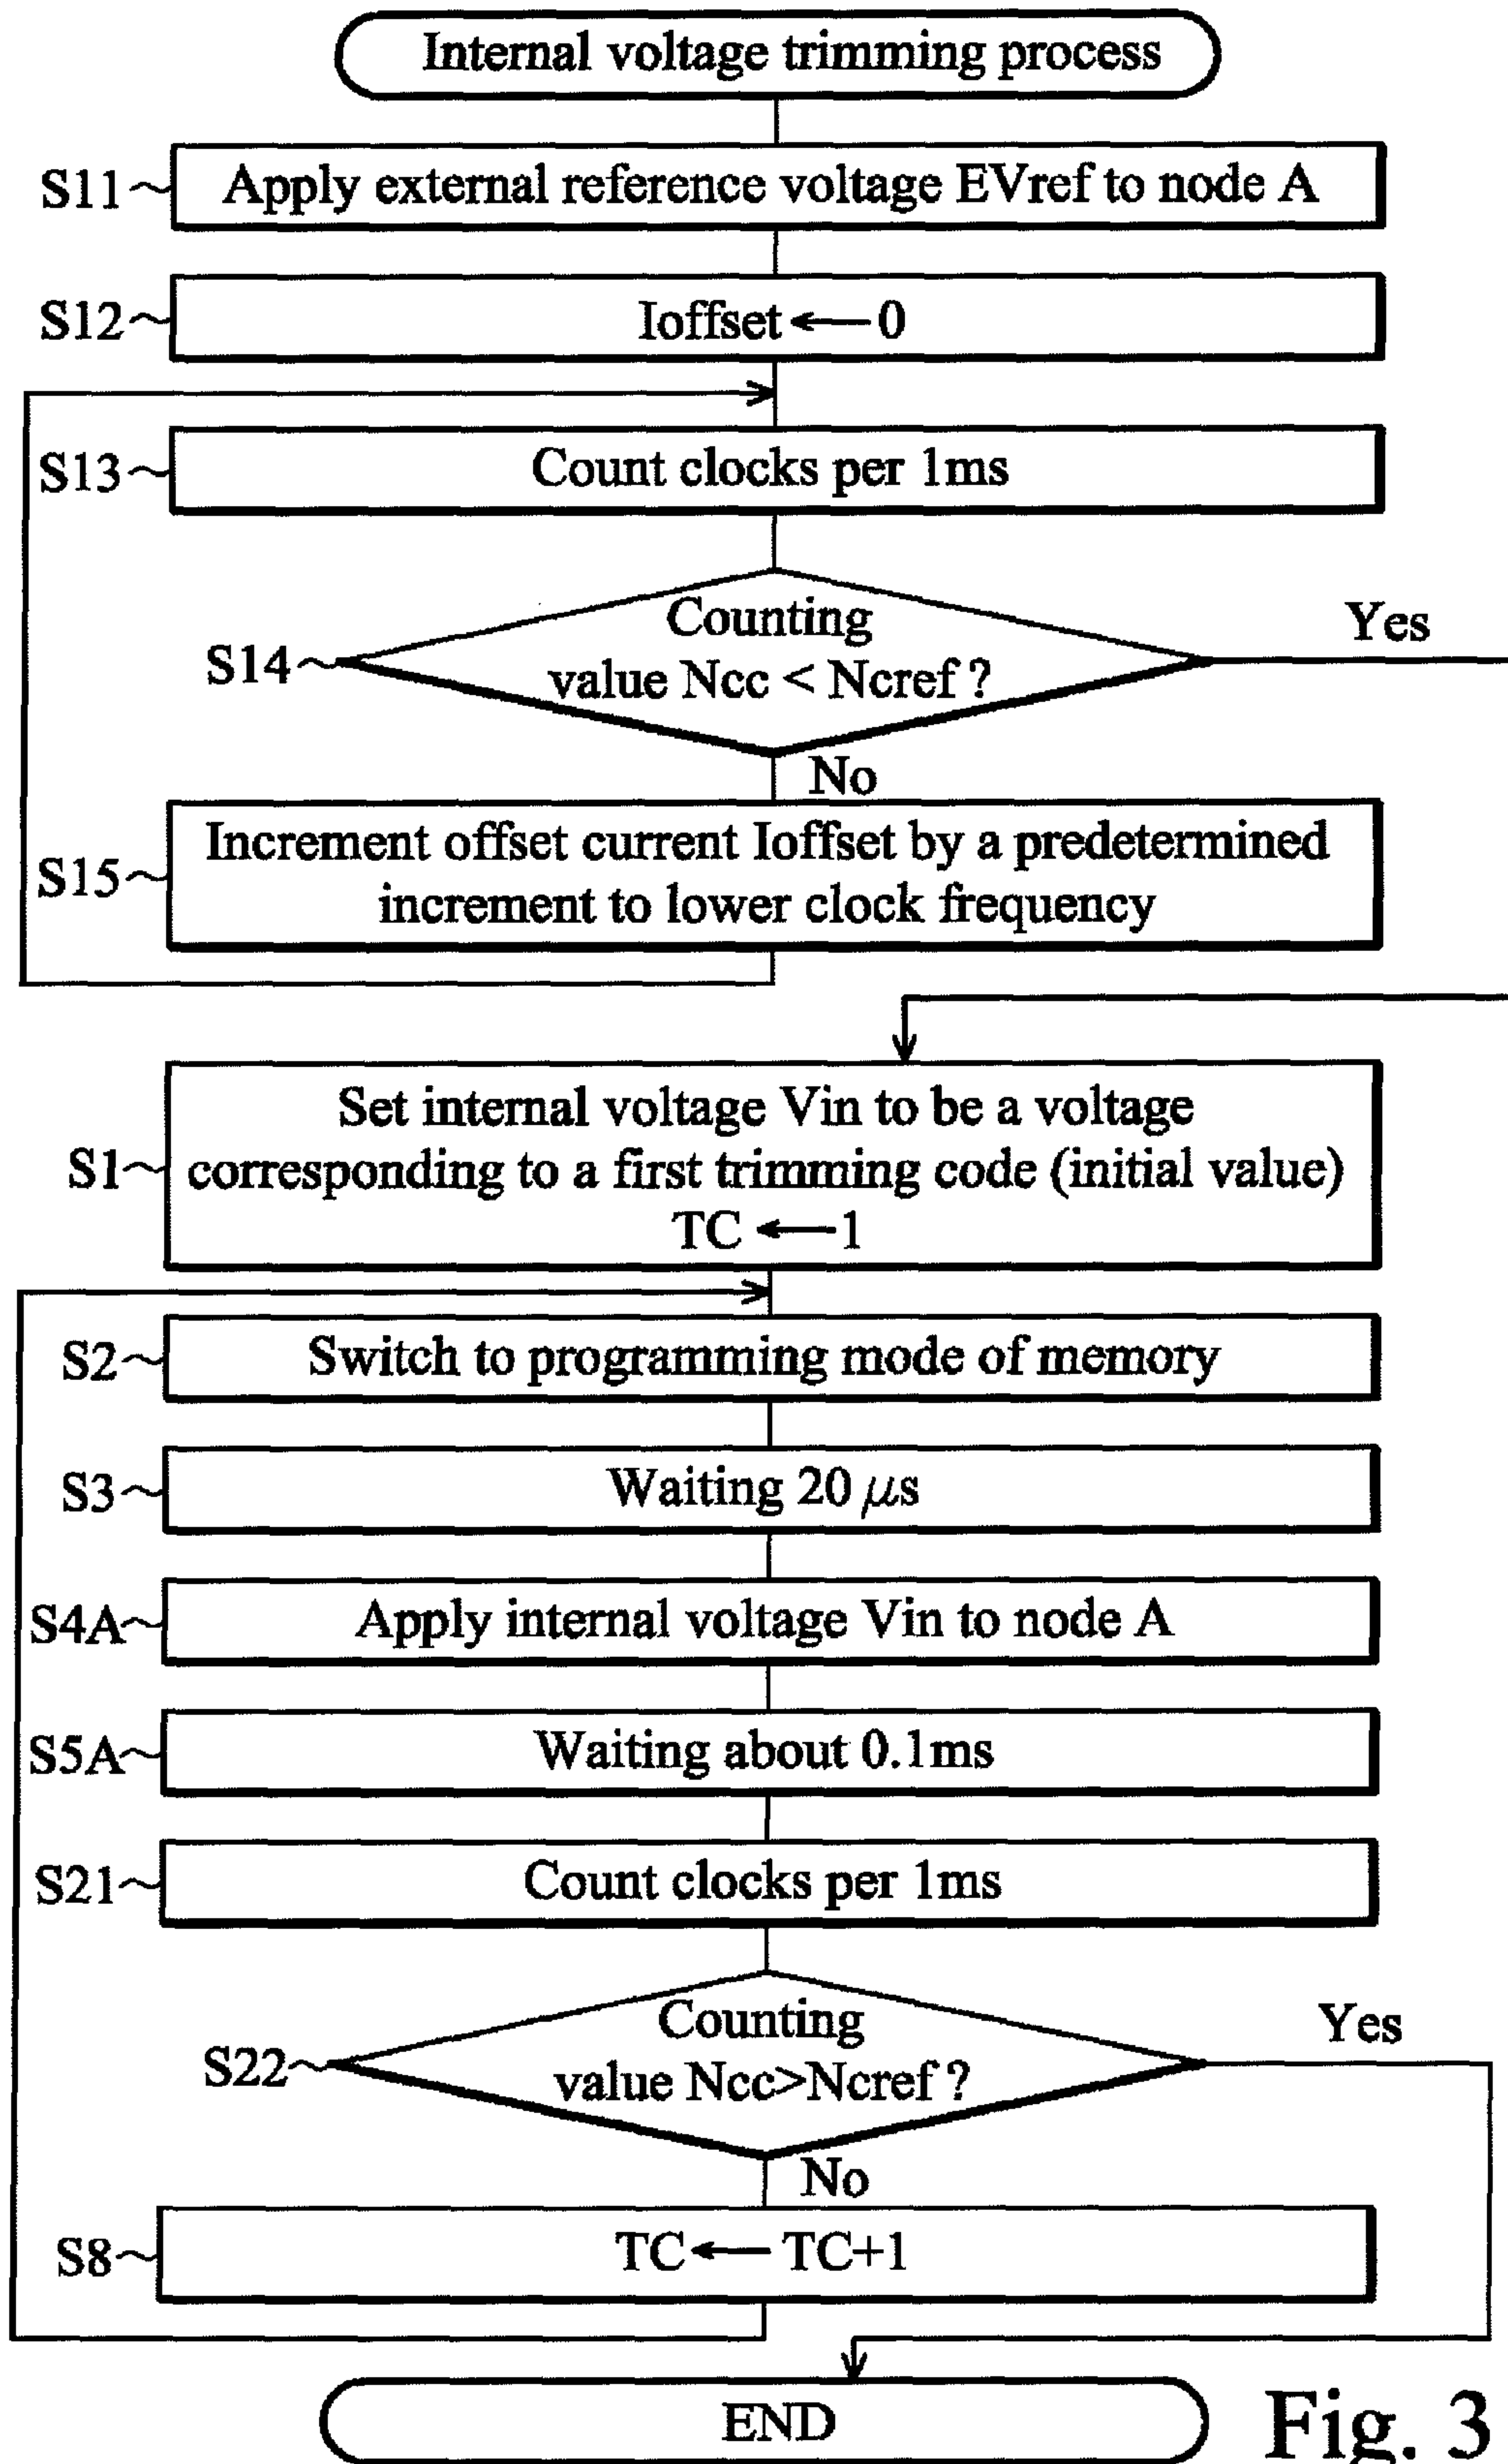 Internal voltage trimming process
S11
Apply external reference voltage EVref to node A
S12
Ioffset ← 0
S13
Count clocks per 1ms
S14
Counting
value Ncc < Ncref ?
Yes
No
S15
Increment offset current Ioffset by a predetermined
increment to lower clock frequency
S1
Set internal voltage Vin to be a voltage
corresponding to a first trimming code (initial value)
TC ← 1
S2
Switch to programming mode of memory
S3
Waiting 20 μs
S4A
Apply internal voltage Vin to node A
S5A
Waiting about 0.1ms
S21
Count clocks per 1ms
S22
Counting
value Ncc>Ncref ?
Yes
No
S8
TC ← TC+1
END
Fig. 3